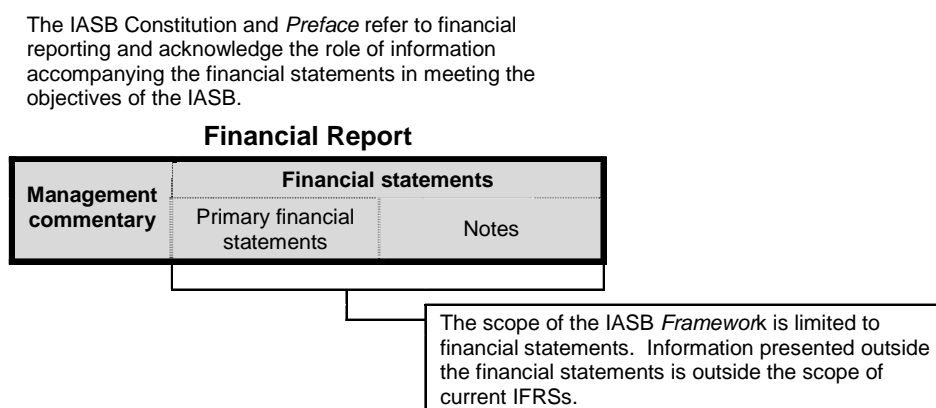 The IASB Constitution and Preface refer to financial
reporting and acknowledge the role of information
accompanying the financial statements in meeting the
objectives of the IASB.
Financial Report
Management
commentary
Financial statements
Primary financial
statements
Notes
The scope of the IASB Framework is limited to
financial statements. Information presented outside
the financial statements is outside the scope of
current IFRSs.